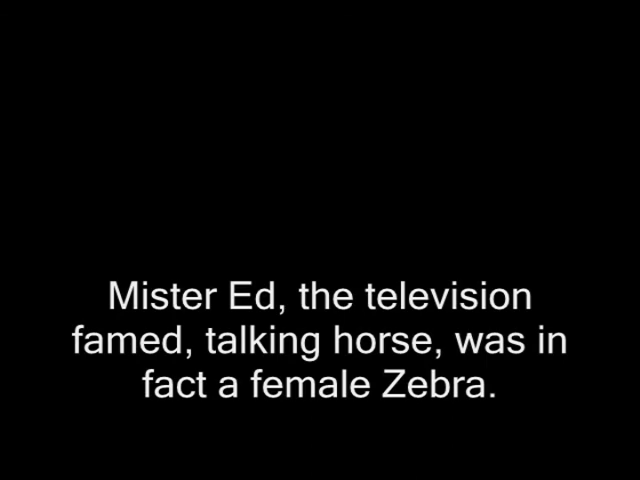 Mister Ed, the television
famed, talking horse, was in
fact a female Zebra.